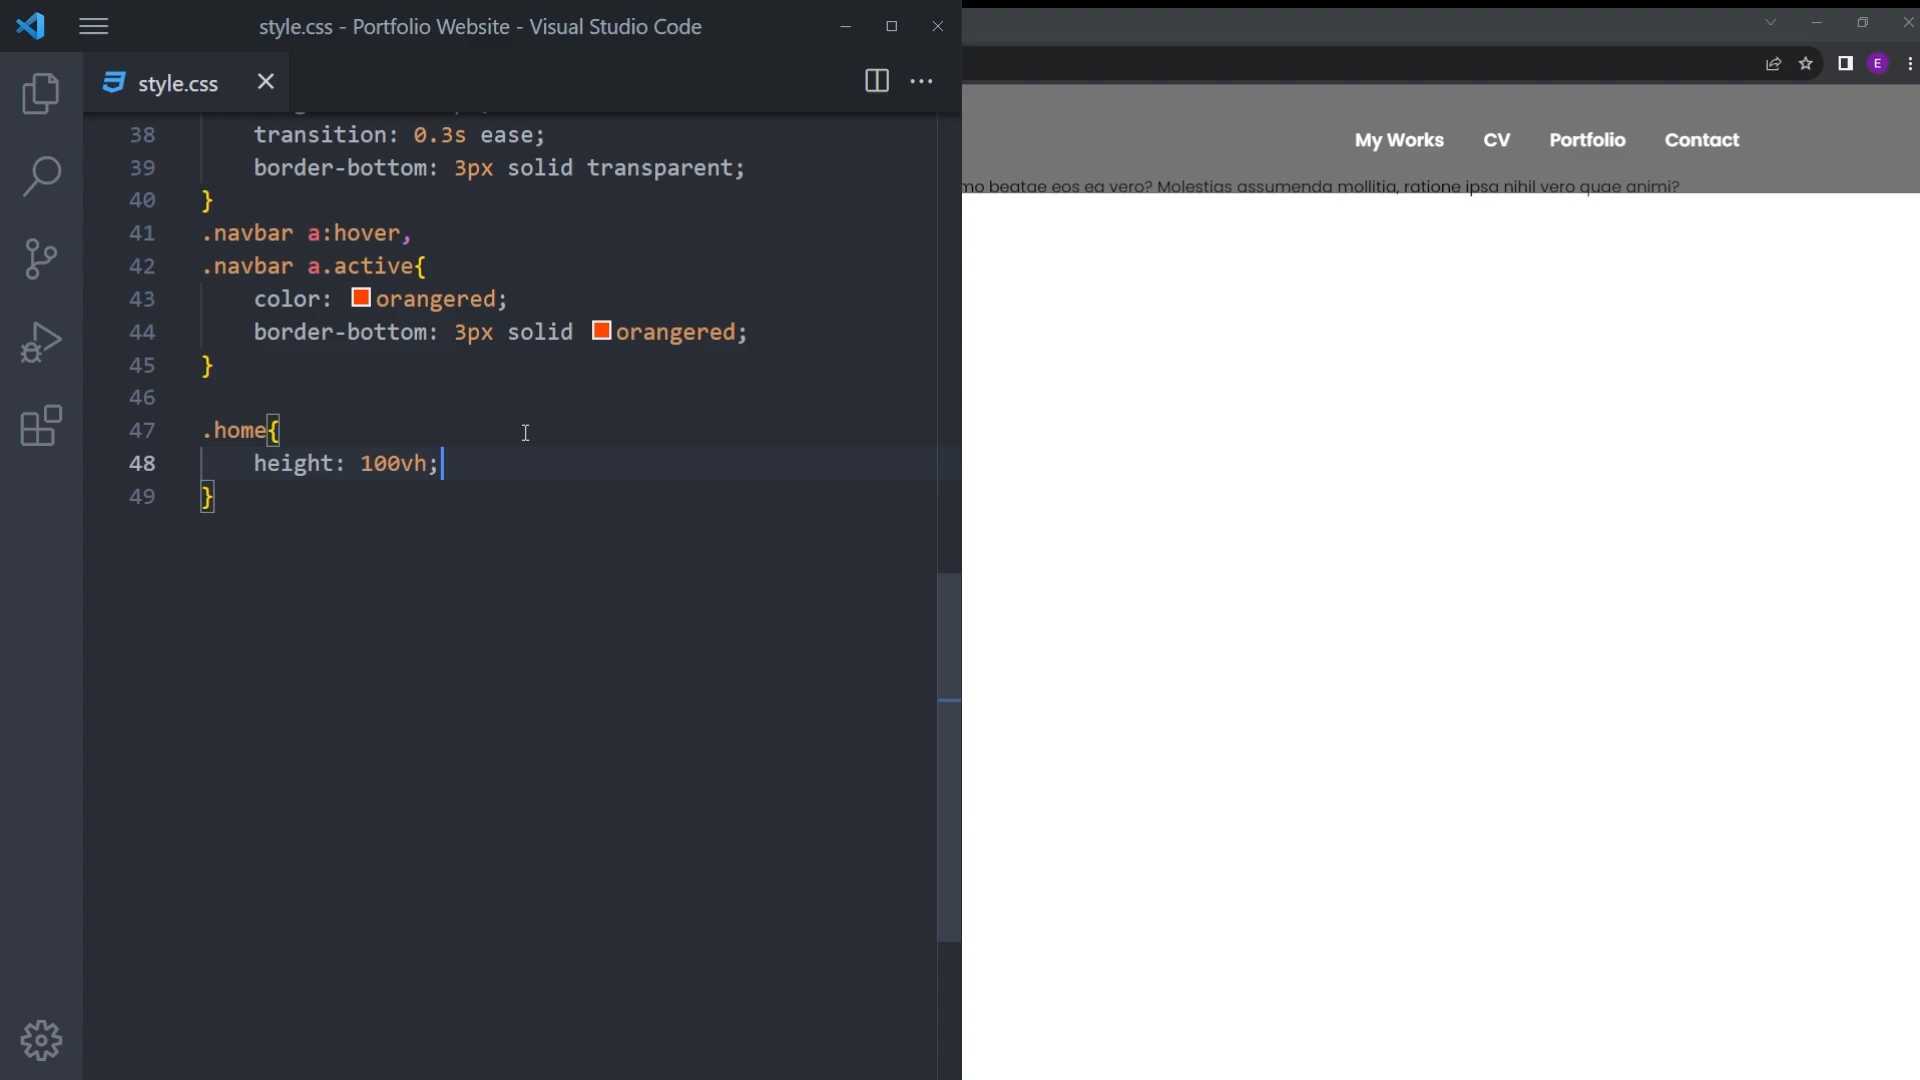 style.css - Portfolio Website - Visual Studio Code
style.css
38 transition: 0.3s ease;
39 border-bottom: 3px solid transparent;
40 }
41 .navbar a:hover,
42 .navbar a.active{
43 color: orangered;
44 border-bottom: 3px solid orangered;
45 }
46
47 .home{
48 height: 100vh;
49 }
E
My Works CV Portfolio Contact
mo beatae eos ea vero? Molestias assumenda mollitia, ratione ipsa nihil vero quae animi?